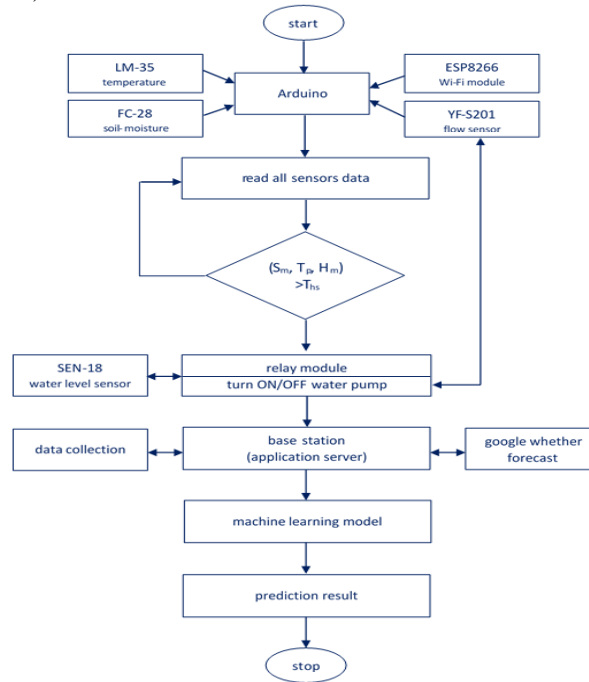 start
LM-35
temperature
ESP8266
Wi-Fi module
Arduino
FC-28
soil- moisture
YF-S201
flow sensor
read all sensors data
(Sm, Tp, Hm)
>Ths
SEN-18
water level sensor
relay module
turn ON/OFF water pump
data collection
base station
(application server)
google whether
forecast
machine learning model
prediction result
stop